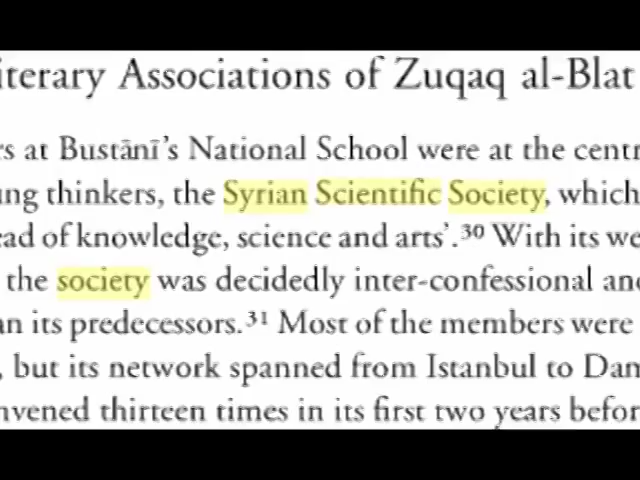 iterary Associations of Zuqaq al-Blat
rs at Bustānī's National School were at the centr
ung thinkers, the Syrian Scientific Society, which
ead of knowledge, science and arts'.³⁰ With its we
the society was decidedly inter-confessional and
an its predecessors.³¹ Most of the members were
, but its network spanned from Istanbul to Dam
nvened thirteen times in its first two years befor